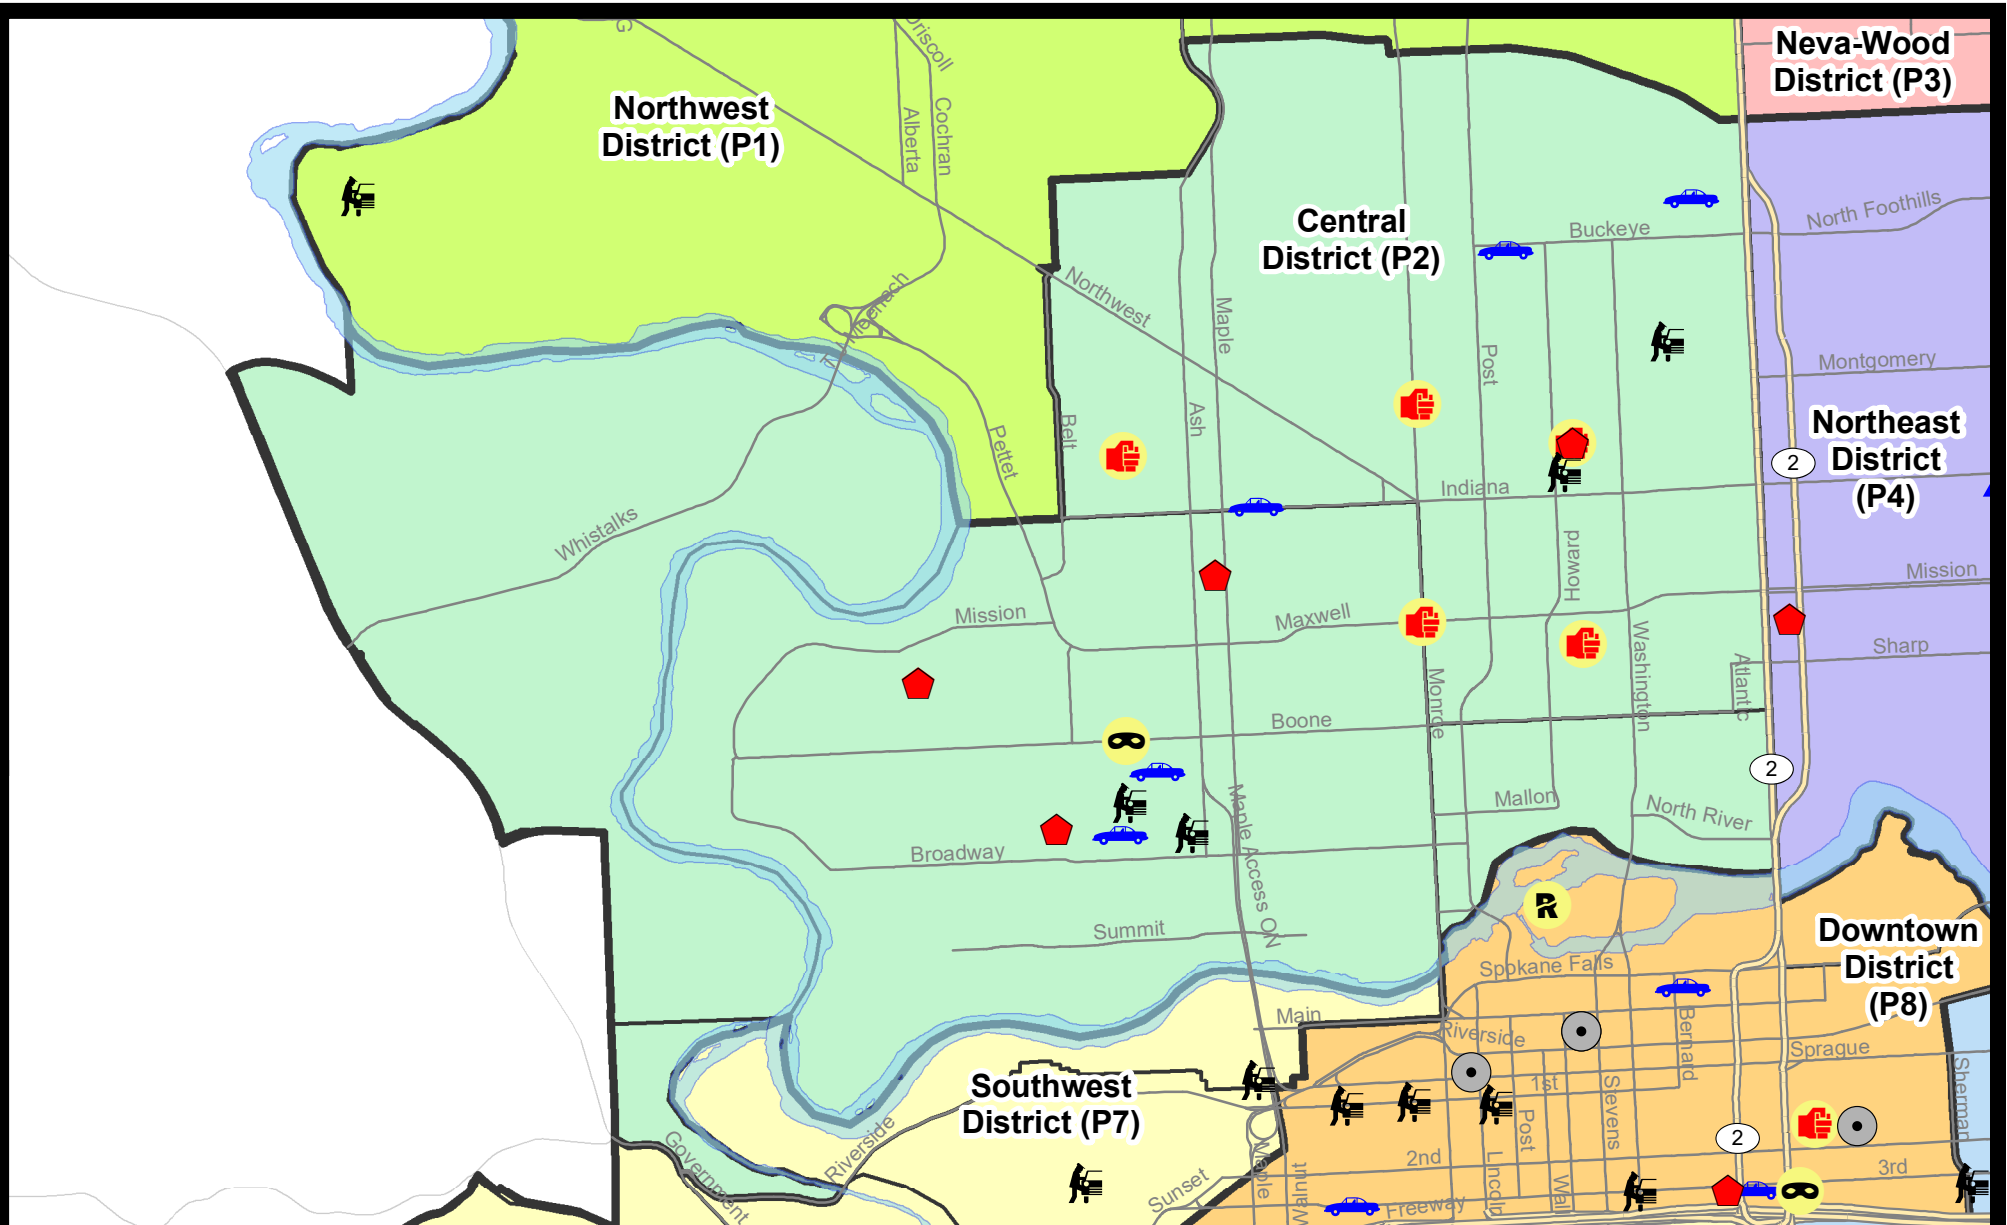 G
Driscoll
Neva-Wood
District (P3)
Northwest
District (P1)
Alberta
Cochran
North Foothills
Central
District (P2)
Buckeye
Northwest
Maple
Post
Montgomery
Belt
Ash
Pettet
Northeast
District
(P4)
2
Indiana
Whistalks
Howard
Mission
Mission
Maxwell
Washington
Sharp
Atlantic
Monroe
Boone
2
Mallon
North River
Maple Access ON
Broadway
Summit
Downtown
District
(P8)
Spokane Falls
Main
Riverside
Bernard
Sprague
Southwest
District (P7)
1st
Stevens
Sherman
Post
Government
Riverside
2
2nd
3rd
Maple
Walnut
Lincoln
Wall
Sunset
Freeway
R